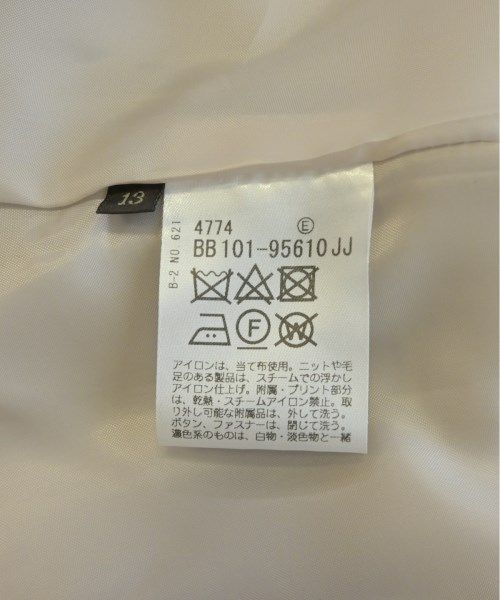 13
B-2 NO. 621
4774 Ⓔ
BB101-95610JJ
F
W
アイロンは、当て布使用。ニットや毛
足のある製品は、スチームでの浮かし
アイロン仕上げ。附属・プリント部分
は、乾熱・スチームアイロン禁止。取
り外し可能な附属品は、外して洗う。
ボタン、ファスナーは、閉じて洗う。
濃色系のものは、白物・淡色物と一緒